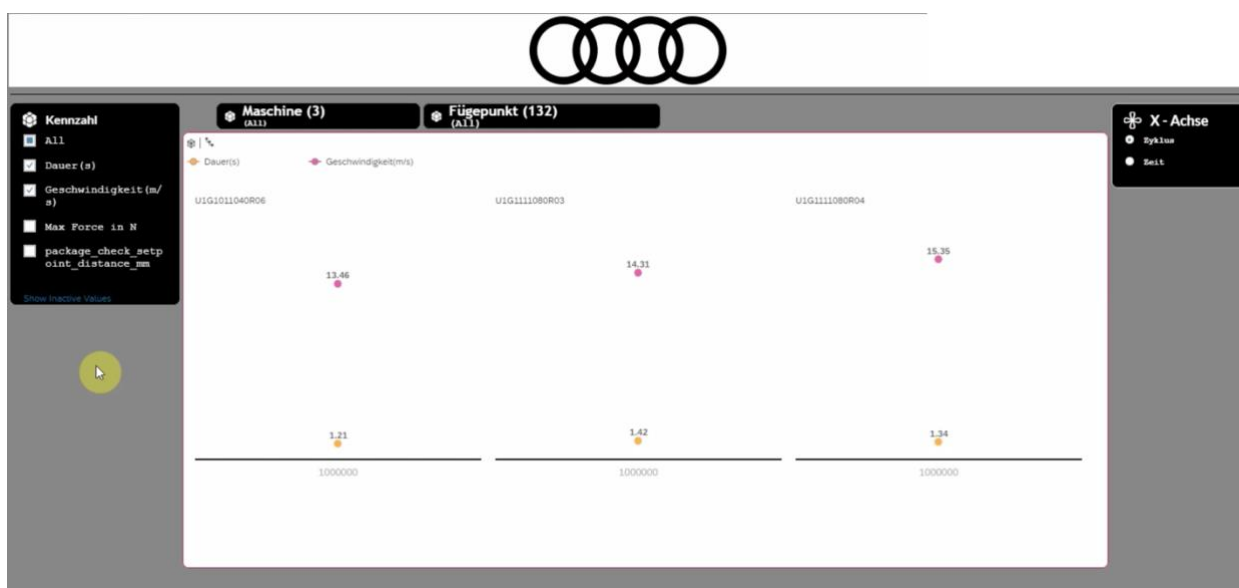 Kennzahl
All
Dauer(s)
Geschwindigkeit(m/
s)
Max Force in N
package_check_setp
oint_distance_mm
Show Inactive Values
Maschine (3)
(All)
Fügepunkt (132)
(All)
Dauer(s) Geschwindigkeit(m/s)
U1G1011040R06 U1G1111080R03 U1G1111080R04
13.46 14.31 15.35
1.21 1.42 1.34
1000000 1000000 1000000
X - Achse
Zyklus
Zeit